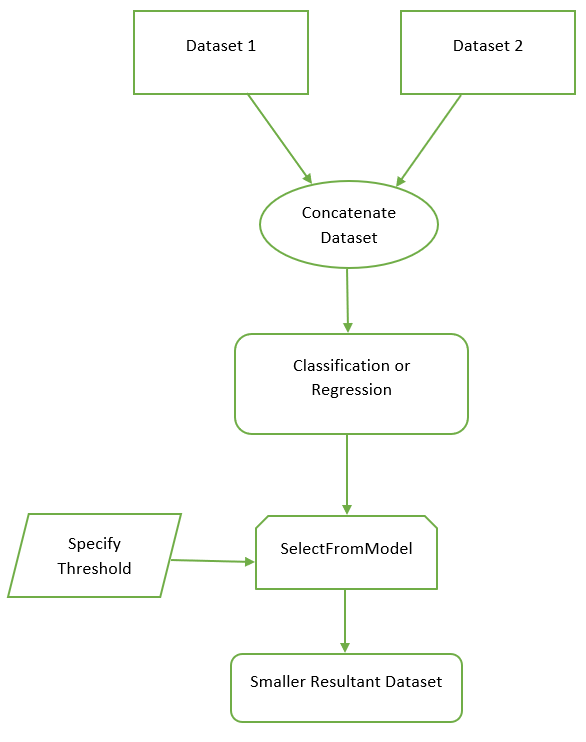 Dataset 1
Dataset 2
Concatenate
Dataset
Classification or
Regression
Specify
Threshold
SelectFromModel
Smaller Resultant Dataset